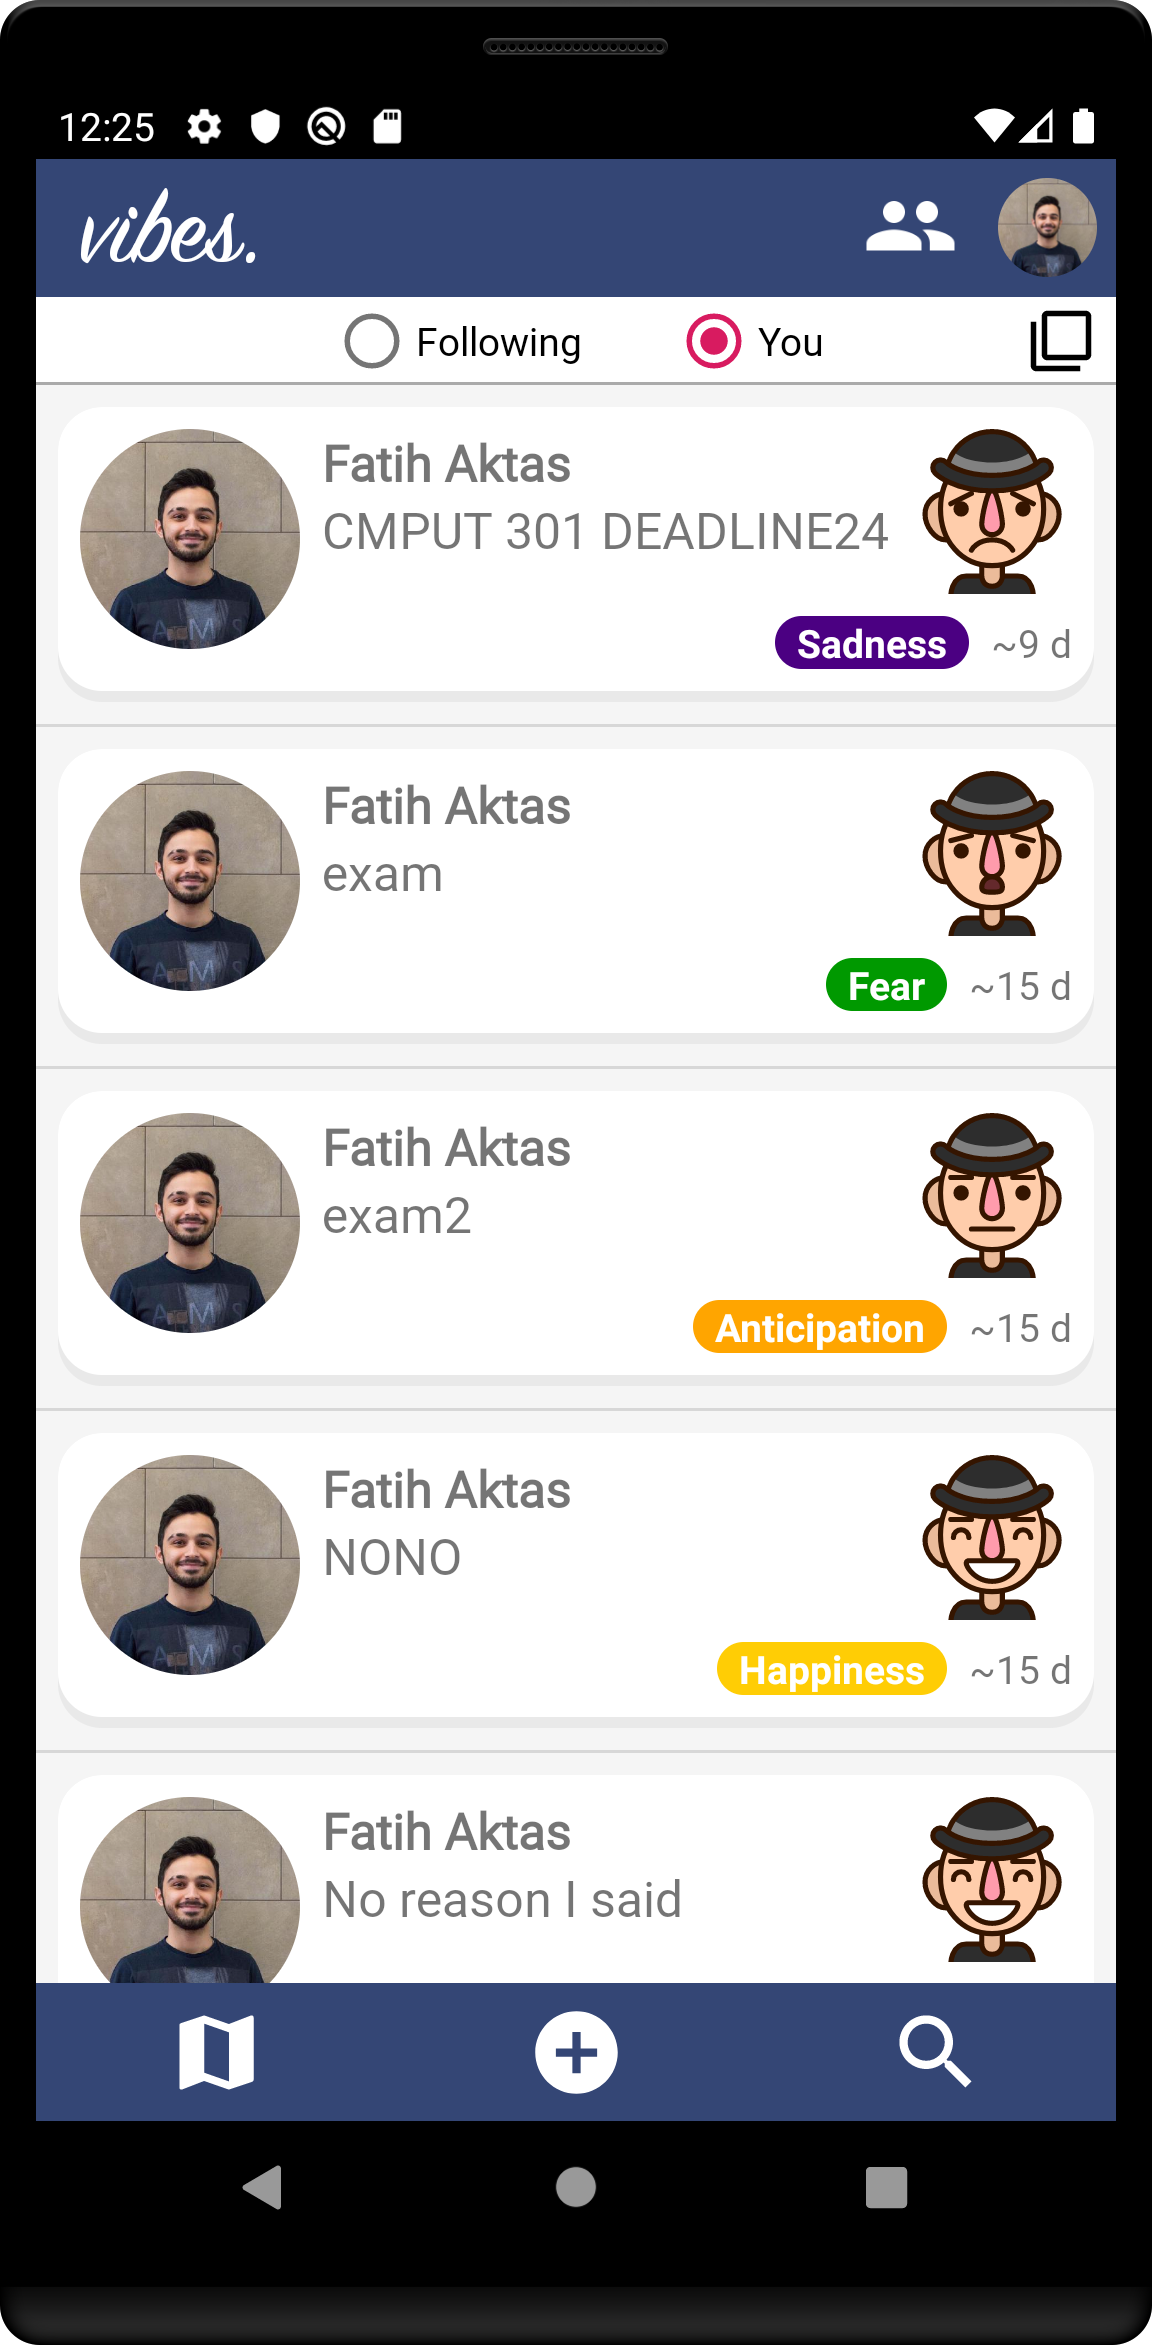 12:25
vibes.
Following
You
Fatih Aktas
CMPUT 301 DEADLINE24
Sadness ~9 d
Fatih Aktas
exam
Fear ~15 d
Fatih Aktas
exam2
Anticipation ~15 d
Fatih Aktas
NONO
Happiness ~15 d
Fatih Aktas
No reason I said